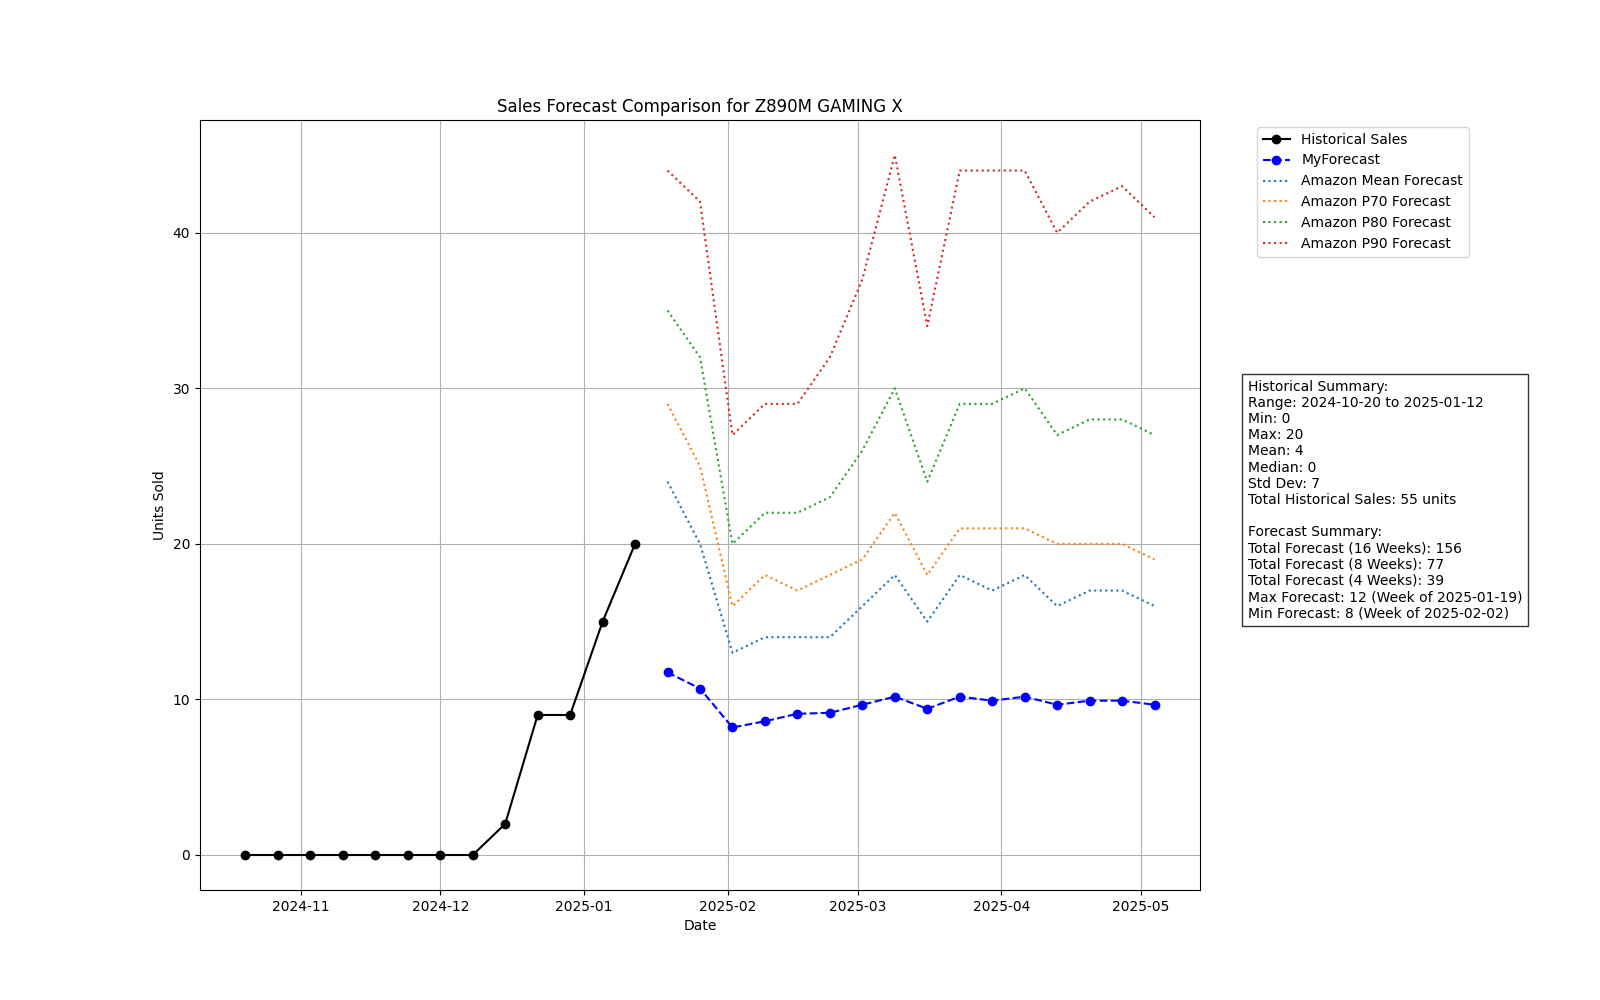 Sales Forecast Comparison for Z890M GAMING X
Units Sold
40
30
20
10
0
2024-11
2024-12
2025-01
2025-02
2025-03
2025-04
2025-05
Date
Historical Sales
MyForecast
Amazon Mean Forecast
Amazon P70 Forecast
Amazon P80 Forecast
Amazon P90 Forecast
Historical Summary:
Range: 2024-10-20 to 2025-01-12
Min: 0
Max: 20
Mean: 4
Median: 0
Std Dev: 7
Total Historical Sales: 55 units
Forecast Summary:
Total Forecast (16 Weeks): 156
Total Forecast (8 Weeks): 77
Total Forecast (4 Weeks): 39
Max Forecast: 12 (Week of 2025-01-19)
Min Forecast: 8 (Week of 2025-02-02)